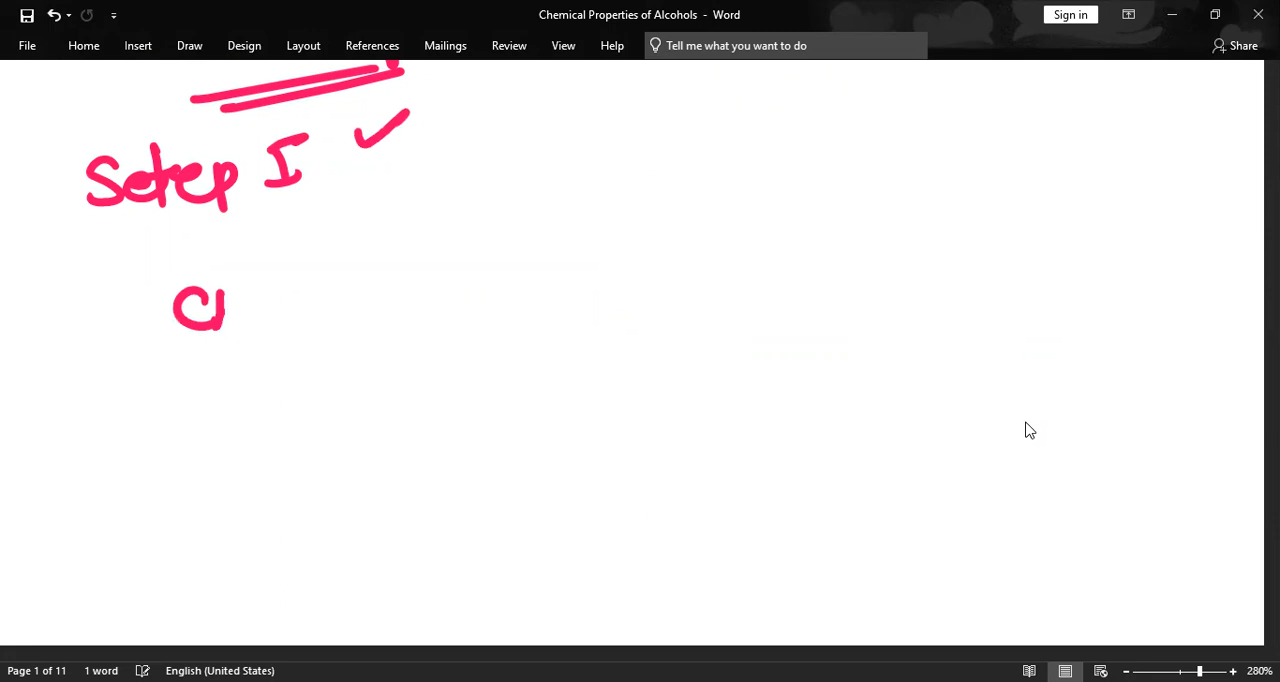 Chemical Properties of Alcohols - Word
Sign in
File Home Insert Draw Design Layout References Mailings Review View Help Tell me what you want to do Share
Setep I
Page 1 of 11 1 word English (United States) 280%